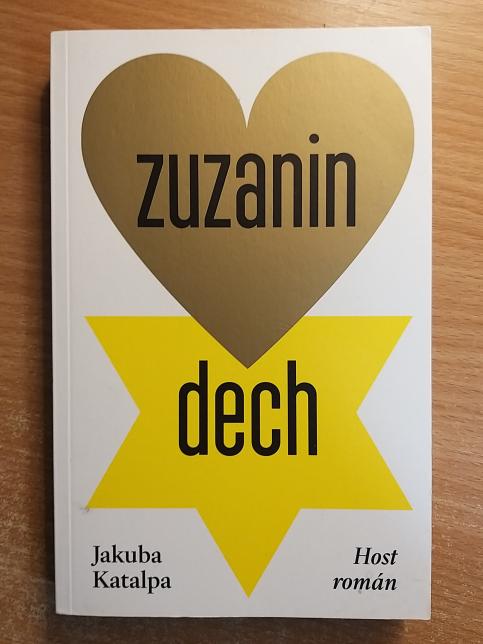 zuzanin
dech
Jakuba
Katalpa
Host
román